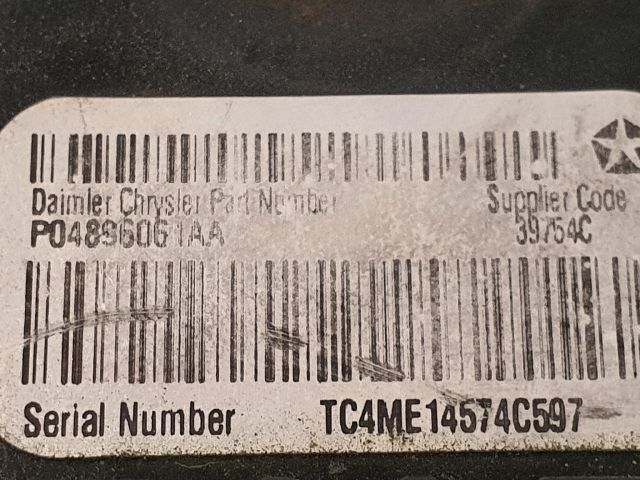 Daimler Chrysler Part Number
P04896061AA
Supplier Code
39754C
Serial Number TC4ME14574C597